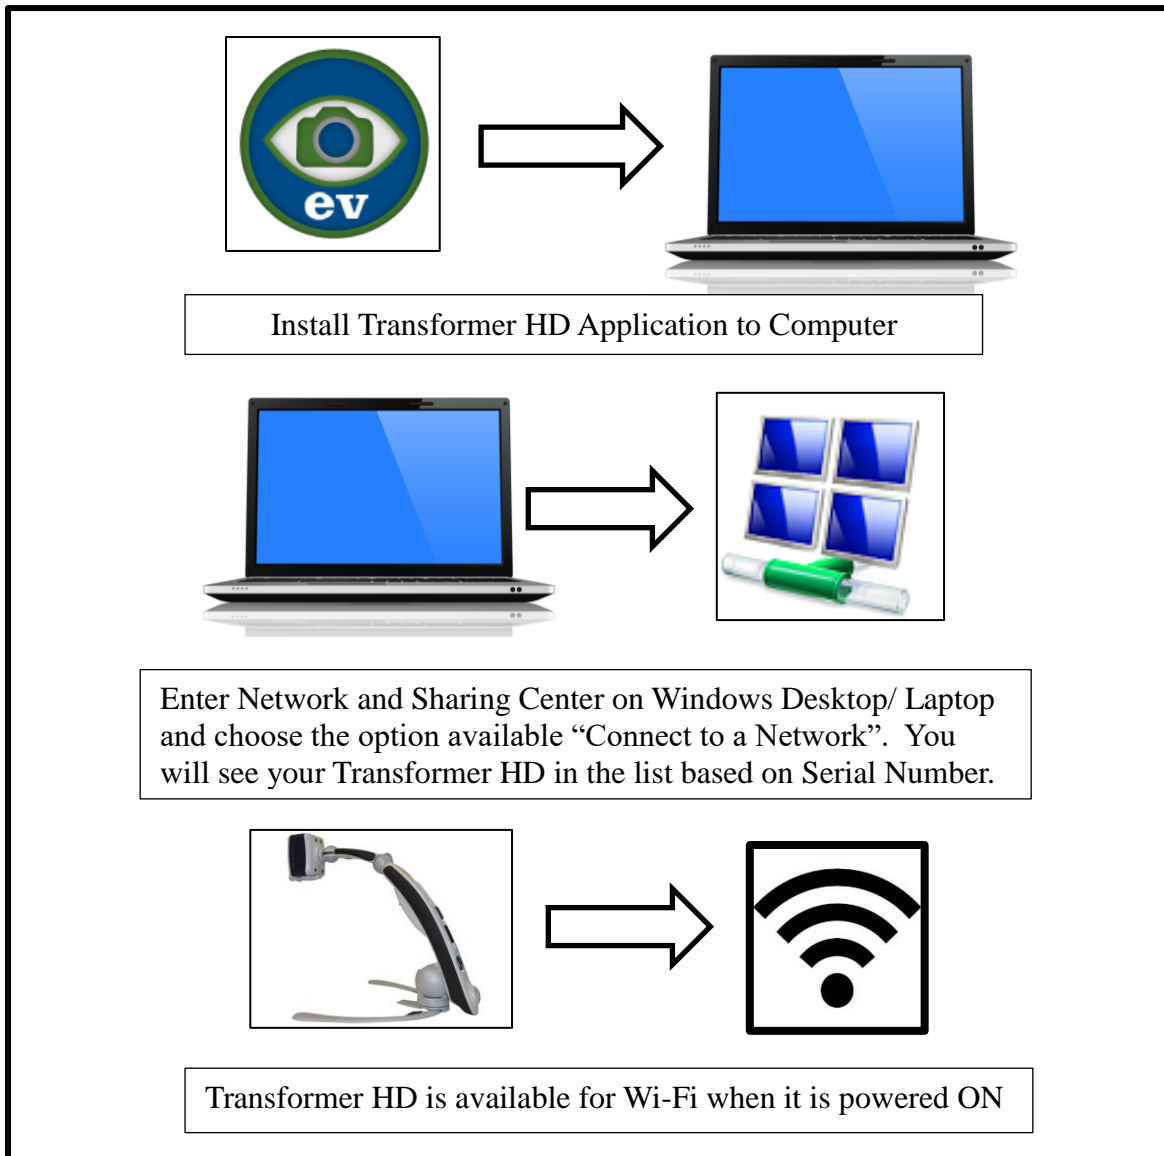 ev
Install Transformer HD Application to Computer
Enter Network and Sharing Center on Windows Desktop/ Laptop
and choose the option available “Connect to a Network”.  You
will see your Transformer HD in the list based on Serial Number.
Transformer HD is available for Wi-Fi when it is powered ON